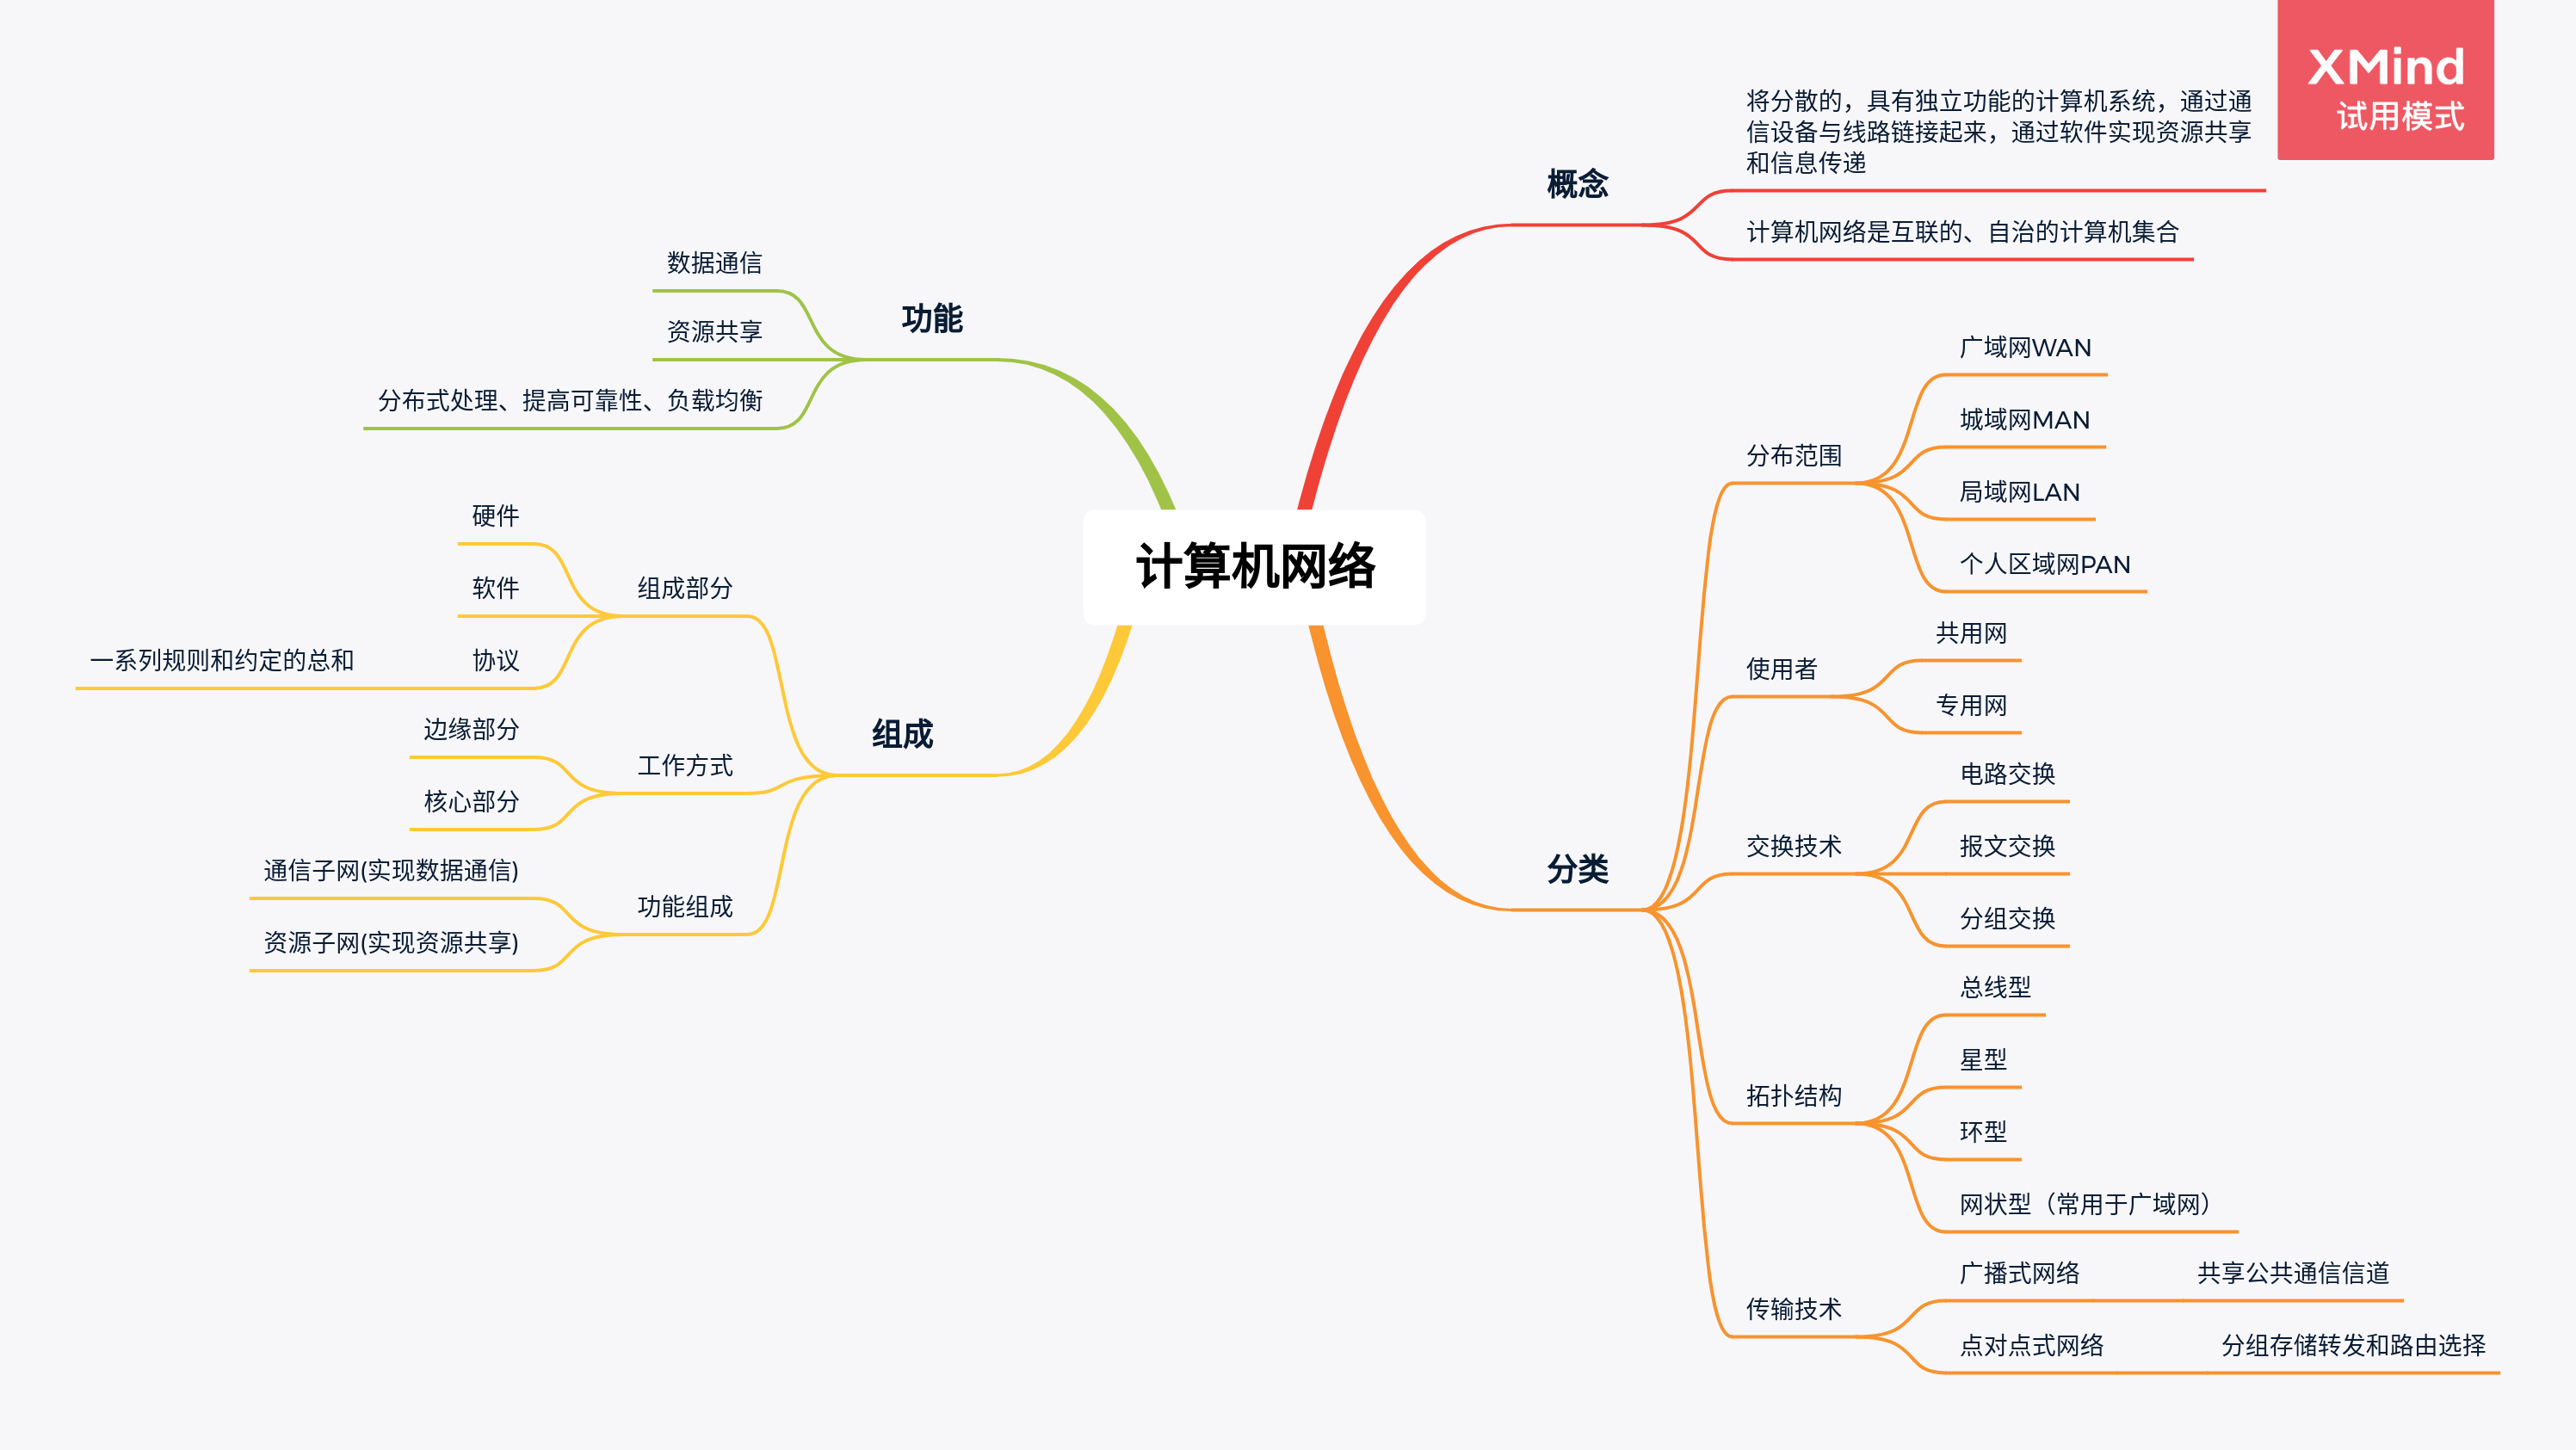 XMind
试用模式
计算机网络
概念
将分散的，具有独立功能的计算机系统，通过通
信设备与线路链接起来，通过软件实现资源共享
和信息传递
计算机网络是互联的、自治的计算机集合
分类
分布范围
广域网WAN
城域网MAN
局域网LAN
个人区域网PAN
使用者
共用网
专用网
交换技术
电路交换
报文交换
分组交换
拓扑结构
总线型
星型
环型
网状型（常用于广域网）
传输技术
广播式网络
共享公共通信信道
点对点式网络
分组存储转发和路由选择
功能
数据通信
资源共享
分布式处理、提高可靠性、负载均衡
组成
组成部分
硬件
软件
协议
一系列规则和约定的总和
工作方式
边缘部分
核心部分
功能组成
通信子网(实现数据通信)
资源子网(实现资源共享)